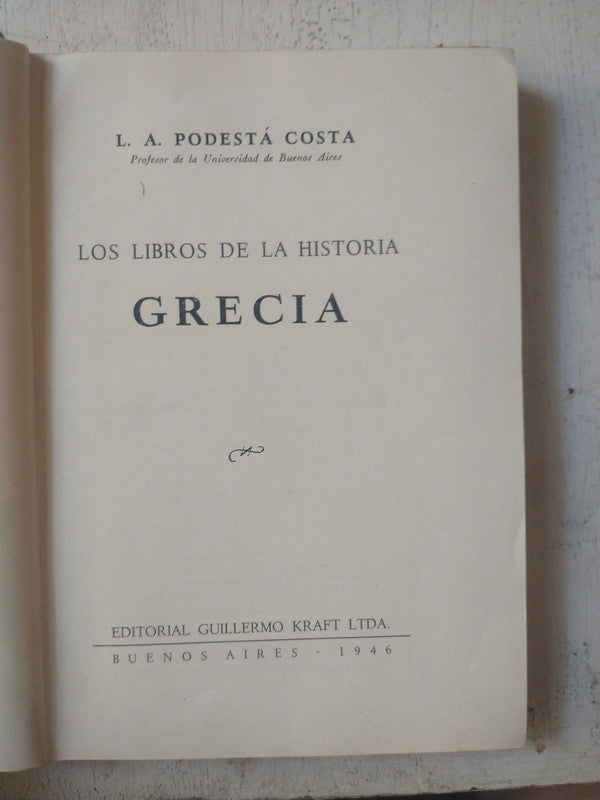 L. A. PODESTÁ COSTA
Profesor de la Universidad de Buenos Aires
LOS LIBROS DE LA HISTORIA
GRECIA
EDITORIAL GUILLERMO KRAFT LTDA.
BUENOS AIRES - 1946